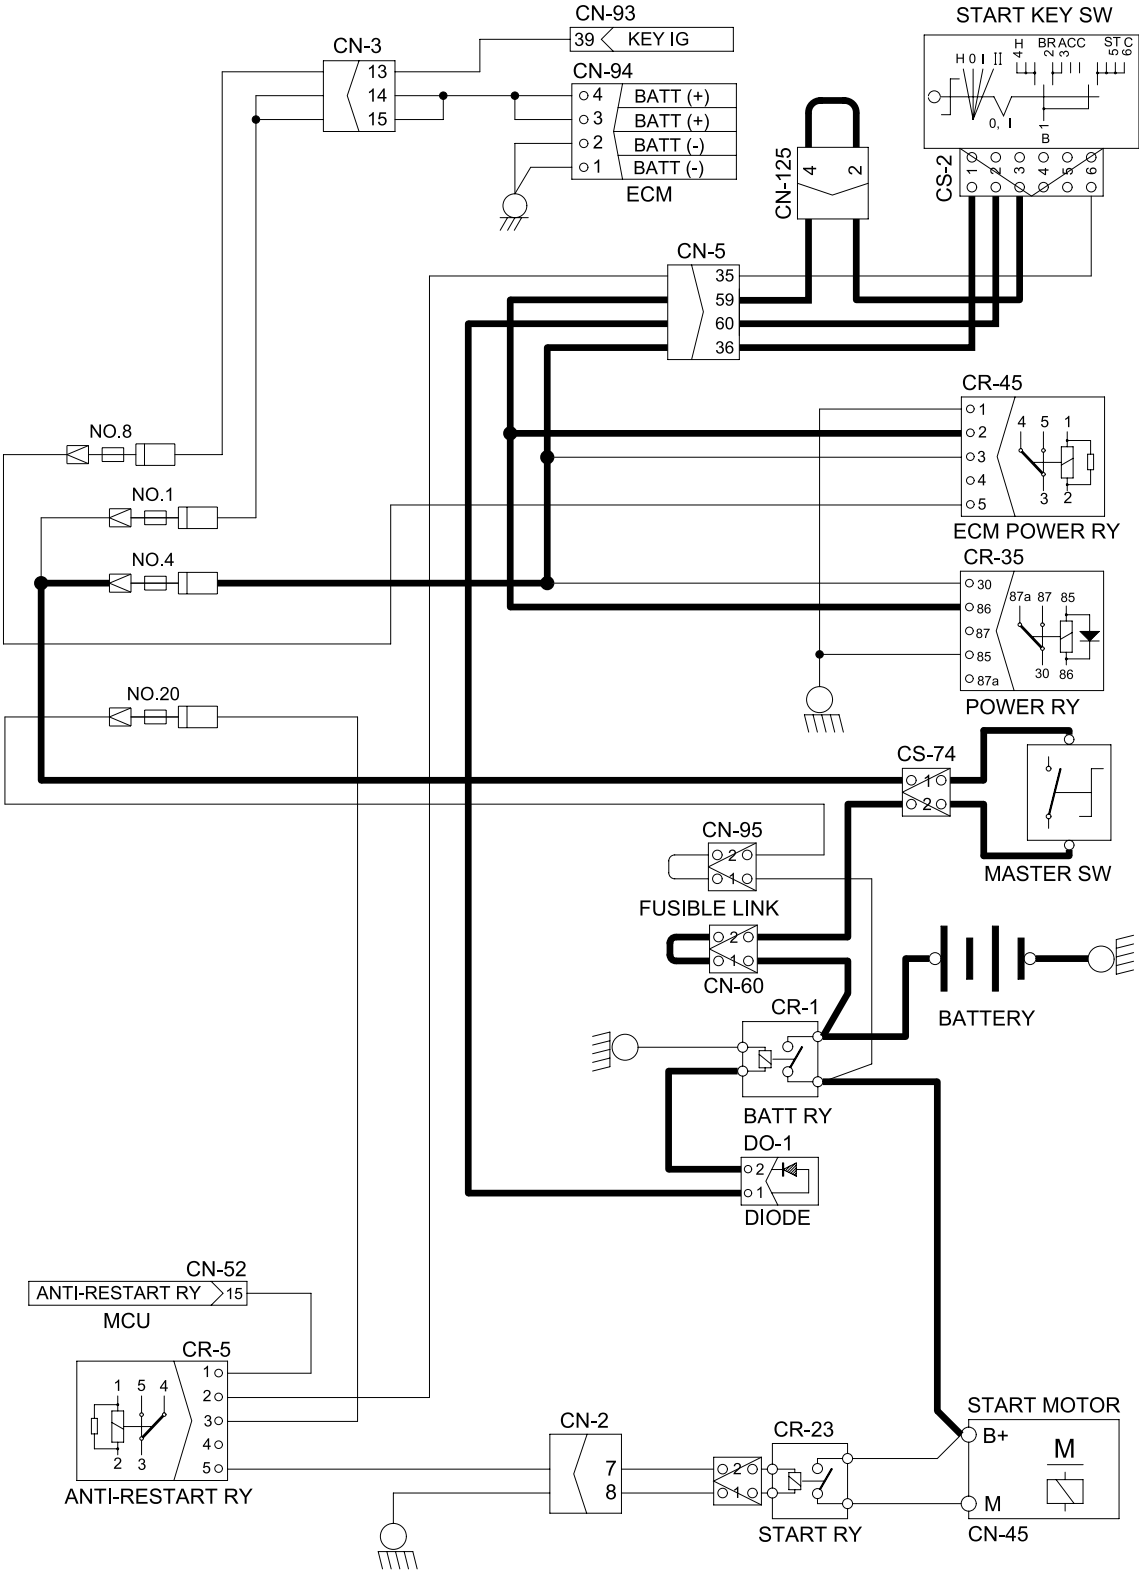 CN-93
START KEY SW
39 KEY IG
CN-3
H
4
BR
2
ACC
3
ST
5
C
6
H 0 I II
0, I
1
B
13
14
15
CN-94
4 BATT (+)
3 BATT (+)
2 BATT (-)
1 BATT (-)
ECM
CN-125
4 2
CS-2
1 2 3 4 5 6
CN-5
35
59
60
36
CR-45
1
2
3
4
5
4 5 1
3 2
ECM POWER RY
NO.8
NO.1
NO.4
CR-35
30
86
87
85
87a
87a 87 85
30 86
POWER RY
NO.20
CS-74
1
2
MASTER SW
CN-95
2
1
FUSIBLE LINK
2
1
CN-60
BATTERY
CR-1
BATT RY
DO-1
2
1
DIODE
CN-52
ANTI-RESTART RY 15
MCU
CR-5
1
2
3
4
5
1 5 4
2 3
ANTI-RESTART RY
CN-2
7
8
2
1
CR-23
START RY
START MOTOR
B+
M
M
CN-45